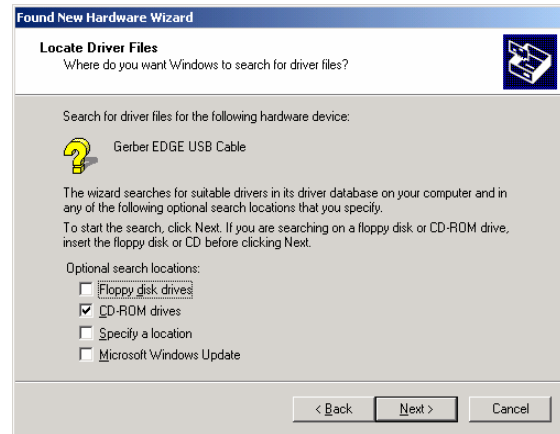 Found New Hardware Wizard
Locate Driver Files
Where do you want Windows to search for driver files?
Search for driver files for the following hardware device:
Gerber EDGE USB Cable
The wizard searches for suitable drivers in its driver database on your computer and in
any of the following optional search locations that you specify.
To start the search, click Next. If you are searching on a floppy disk or CD-ROM drive,
insert the floppy disk or CD before clicking Next.
Optional search locations:
Floppy disk drives
CD-ROM drives
Specify a location
Microsoft Windows Update
< Back Next > Cancel